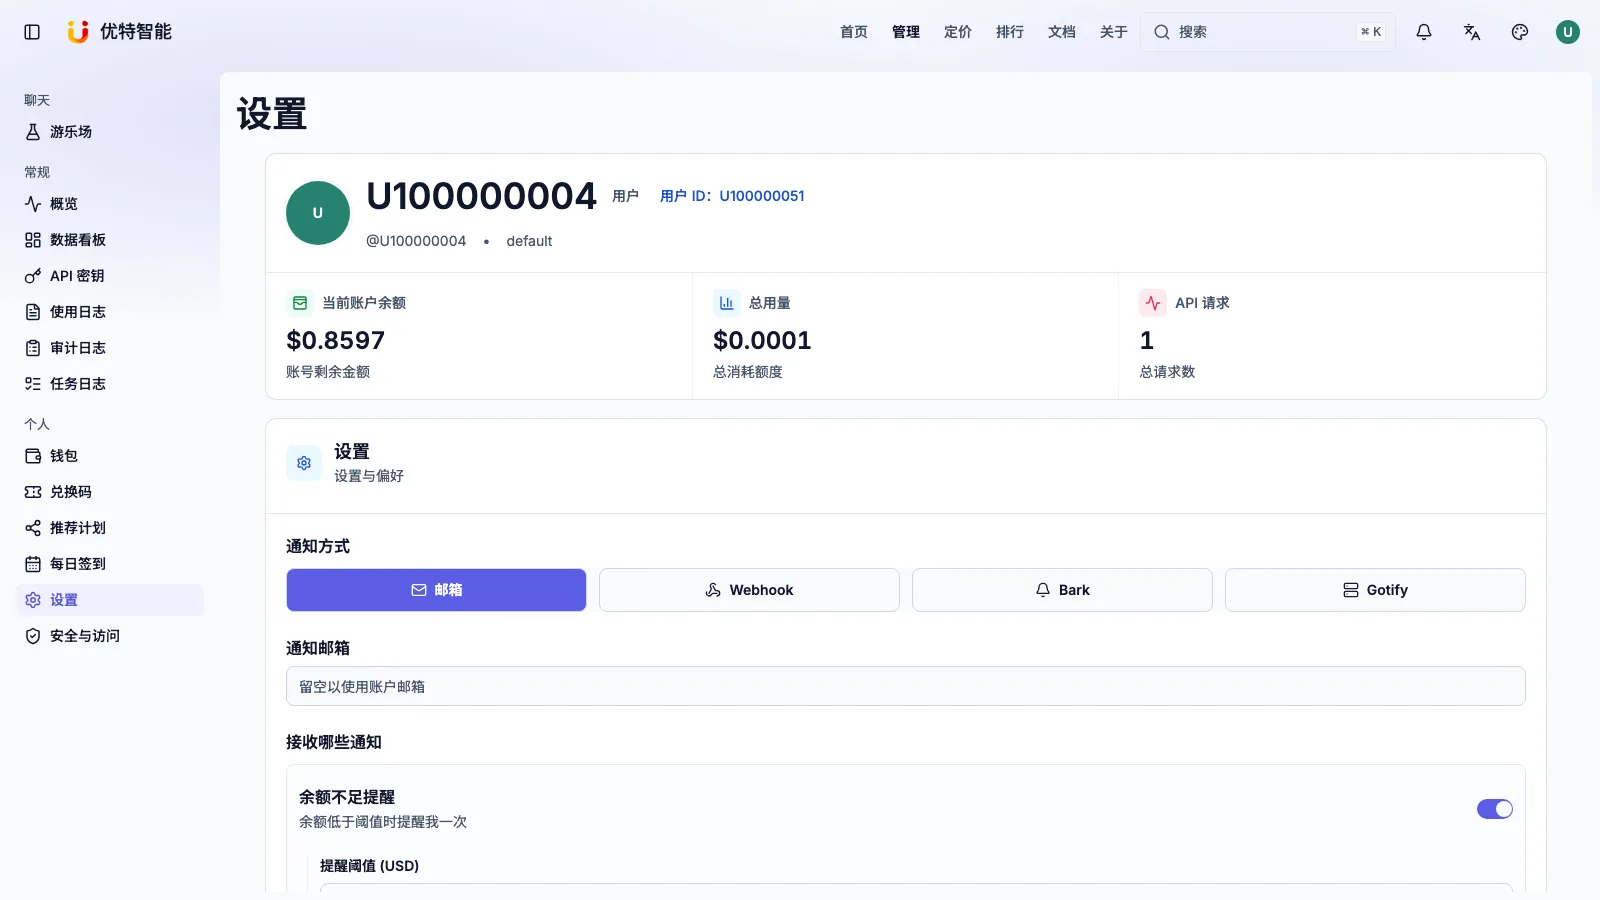 优特智能
首页 管理 定价 排行 文档 关于 搜索 ⌘ K U
聊天
游乐场
常规
概览
数据看板
API 密钥
使用日志
审计日志
任务日志
个人
钱包
兑换码
推荐计划
每日签到
设置
安全与访问
设置
U
U100000004 用户 用户 ID: U100000051
@U100000004 • default
当前账户余额
$0.8597
账号剩余金额
总用量
$0.0001
总消耗额度
API 请求
1
总请求数
设置
设置与偏好
通知方式
邮箱 Webhook Bark Gotify
通知邮箱
留空以使用账户邮箱
接收哪些通知
余额不足提醒
余额低于阈值时提醒我一次
提醒阈值 (USD)